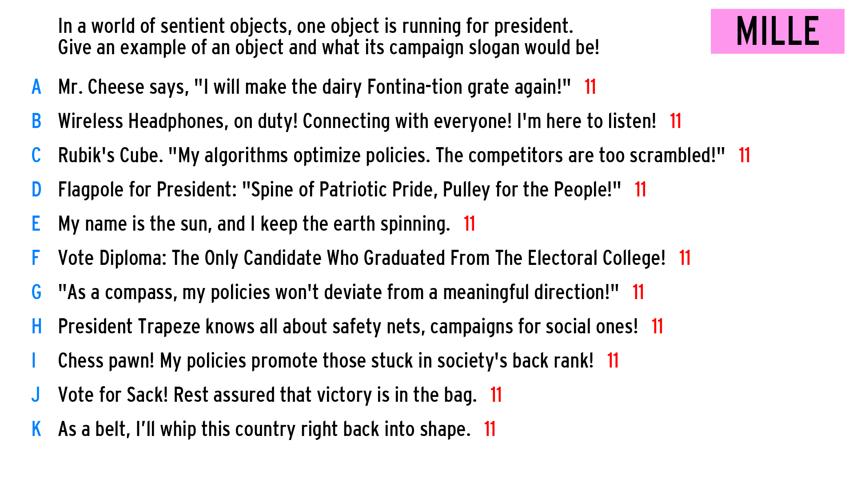 In a world of sentient objects, one object is running for president.
Give an example of an object and what its campaign slogan would be!
MILLE
A Mr. Cheese says, "I will make the dairy Fontina-tion grate again!" 11
B Wireless Headphones, on duty! Connecting with everyone! I'm here to listen! 11
C Rubik's Cube. "My algorithms optimize policies. The competitors are too scrambled!" 11
D Flagpole for President: "Spine of Patriotic Pride, Pulley for the People!" 11
E My name is the sun, and I keep the earth spinning. 11
F Vote Diploma: The Only Candidate Who Graduated From The Electoral College! 11
G "As a compass, my policies won't deviate from a meaningful direction!" 11
H President Trapeze knows all about safety nets, campaigns for social ones! 11
I Chess pawn! My policies promote those stuck in society's back rank! 11
J Vote for Sack! Rest assured that victory is in the bag. 11
K As a belt, I’ll whip this country right back into shape. 11